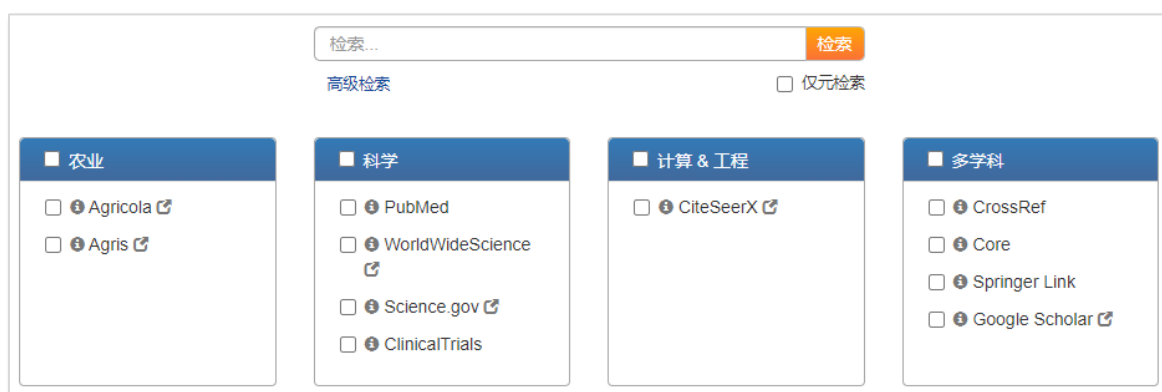 检索...
检索
高级检索
仅元检索
农业
Agricola
Agris
科学
PubMed
WorldWideScience
Science.gov
ClinicalTrials
计算 & 工程
CiteSeerX
多学科
CrossRef
Core
Springer Link
Google Scholar